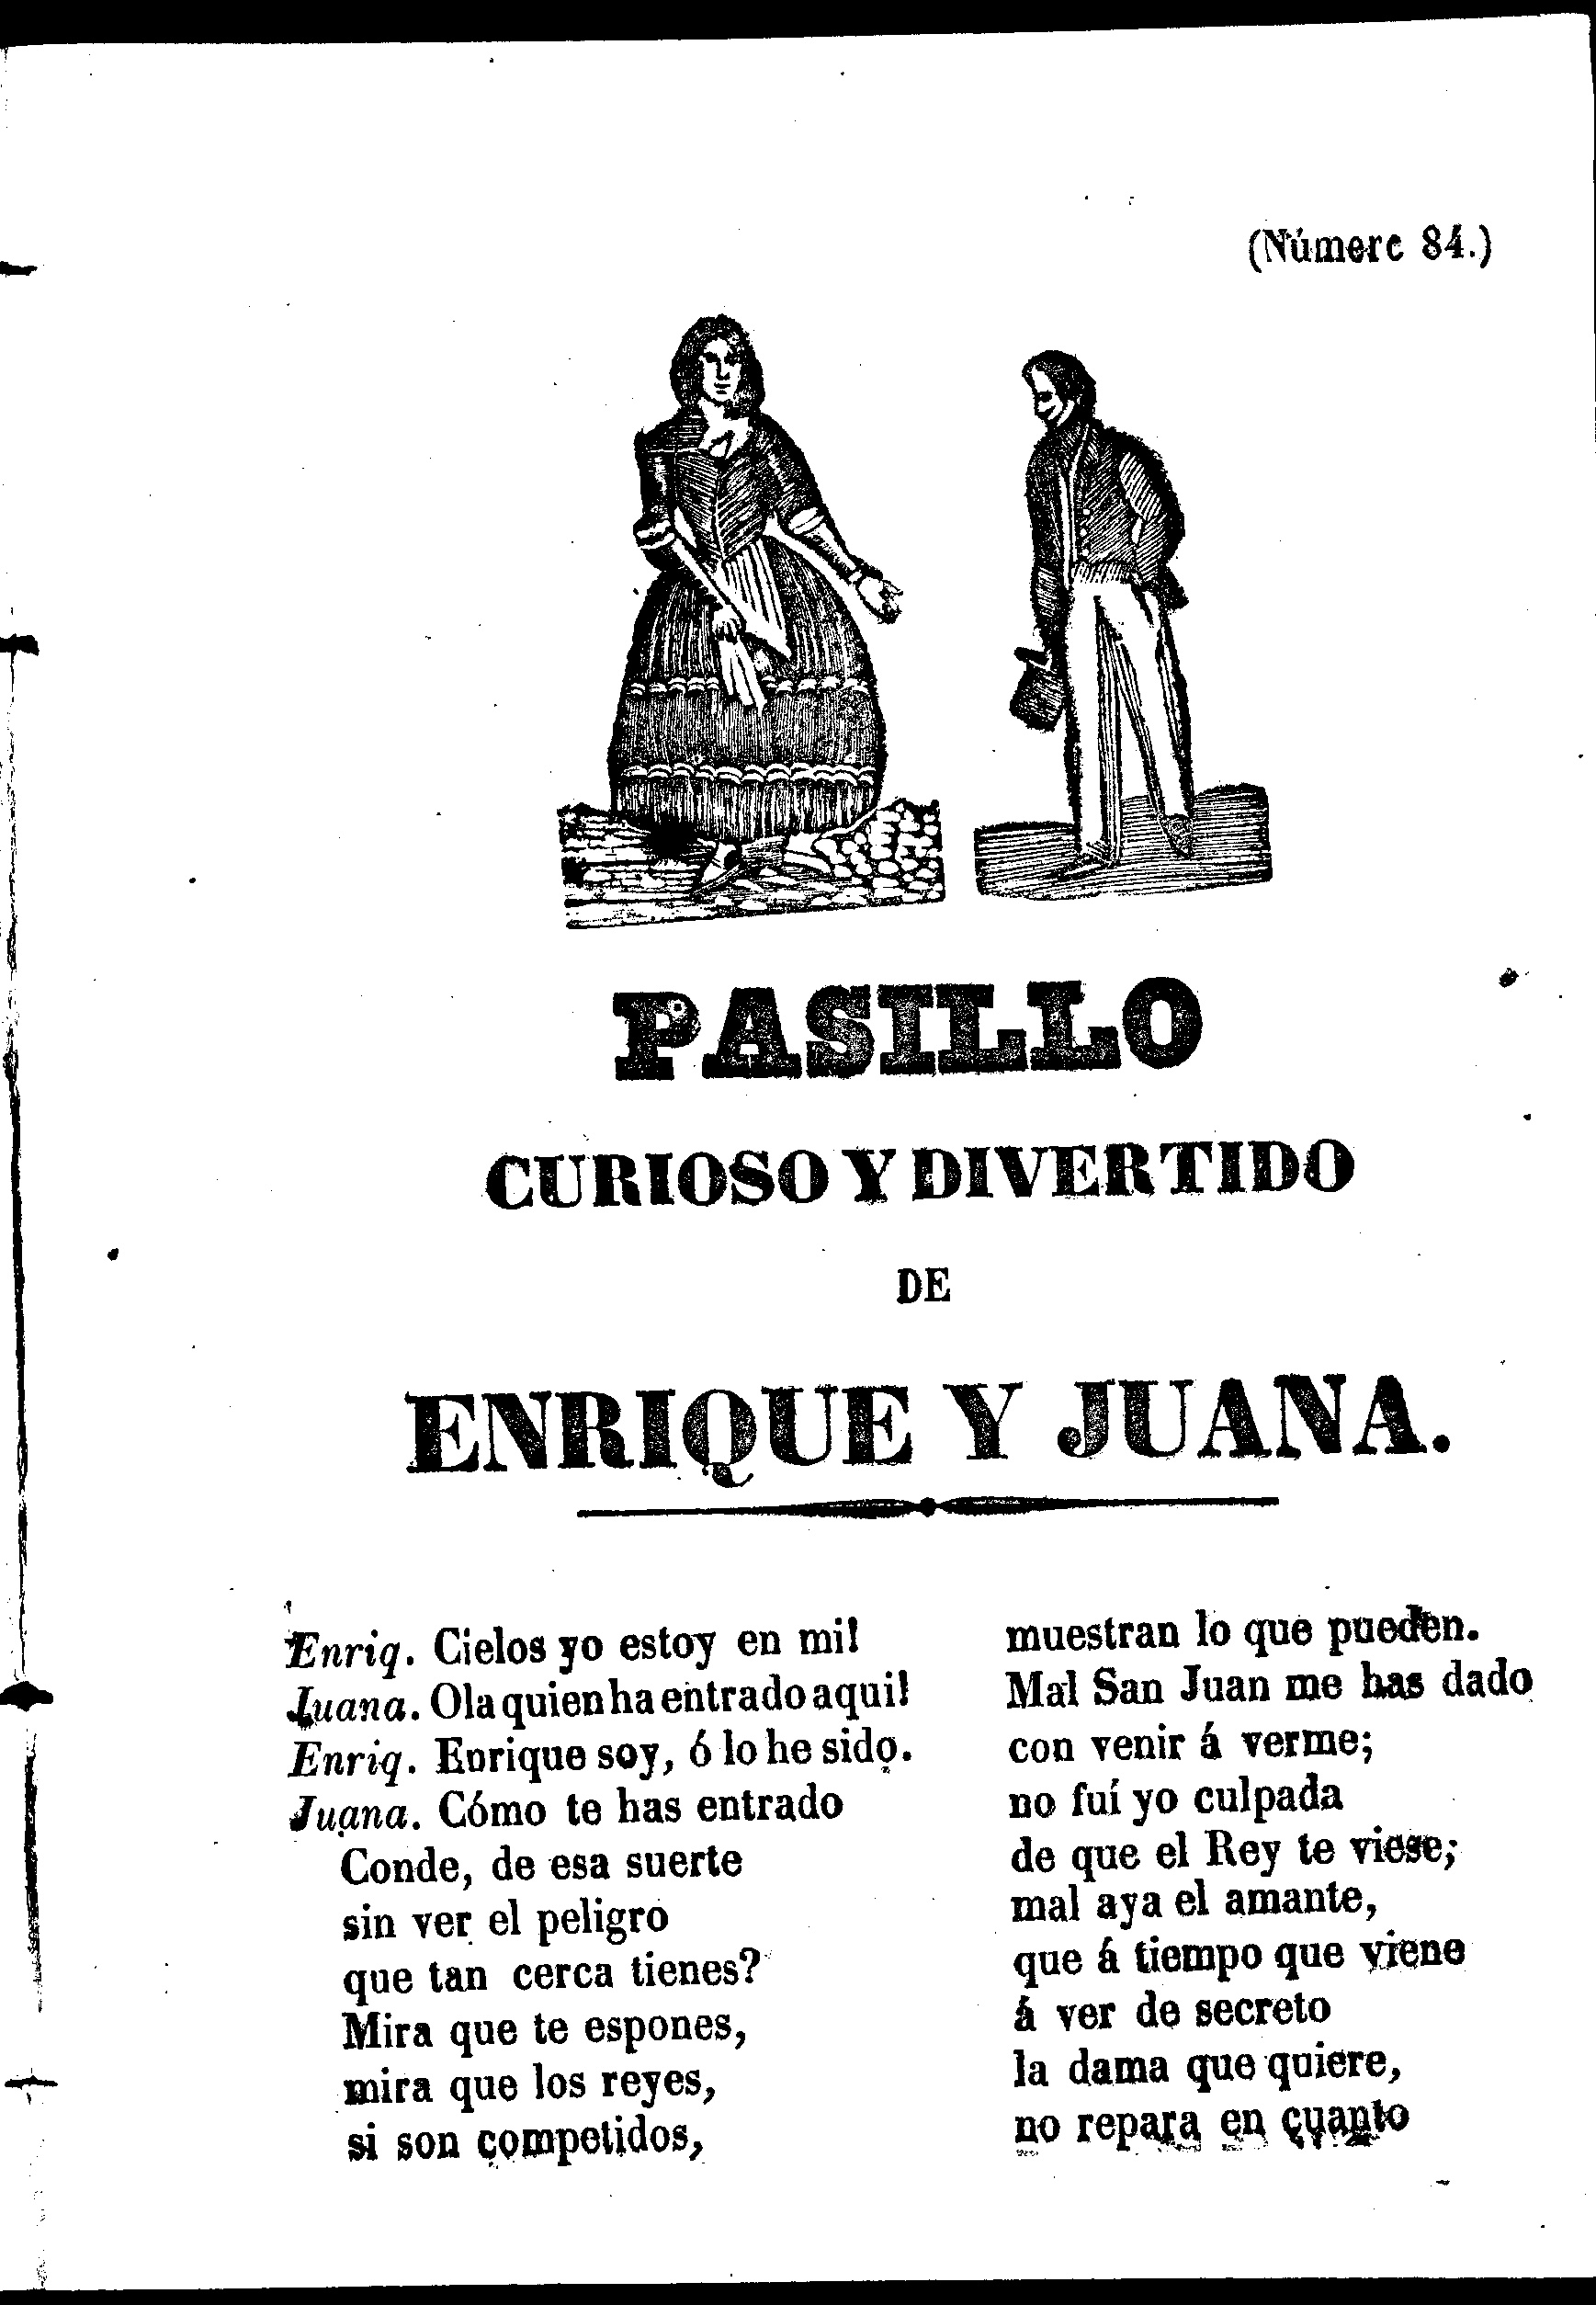 (Número 84.)
PASILLO
CURIOSO Y DIVERTIDO
DE
ENRIQUE Y JUANA.
Enriq. Cielos yo estoy en mi!
Juana. Ola quien ha entrado aqui!
Enriq. Enrique soy, ó lo he sido.
Juana. Cómo te has entrado
Conde, de esa suerte
sin ver el peligro
que tan cerca tienes?
Mira que te espones,
mira que los reyes,
si son competidos,
muestran lo que pueden.
Mal San Juan me has dado
con venir á verme;
no fuí yo culpada
de que el Rey te viese;
mal aya el amante,
que á tiempo que viene
á ver de secreto
la dama que quiere,
no repara en cuanto